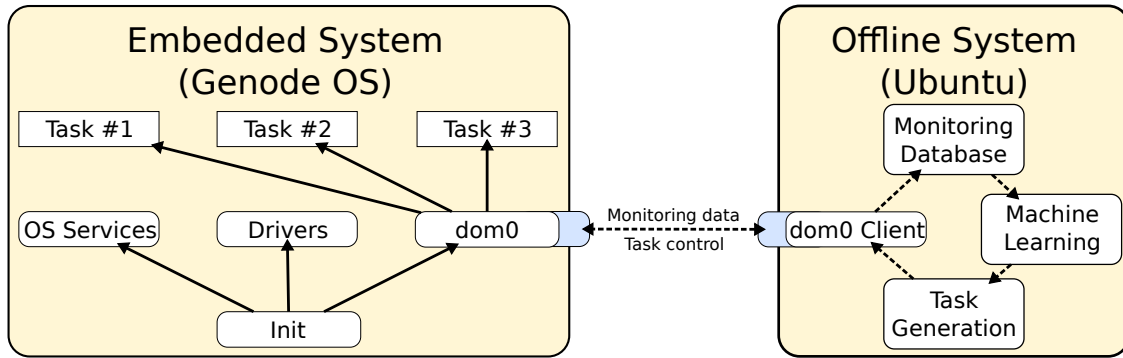 Embedded System
(Genode OS)
Task #1
Task #2
Task #3
OS Services
Drivers
dom0
Init
Monitoring data
Task control
Offline System
(Ubuntu)
Monitoring
Database
dom0 Client
Machine
Learning
Task
Generation